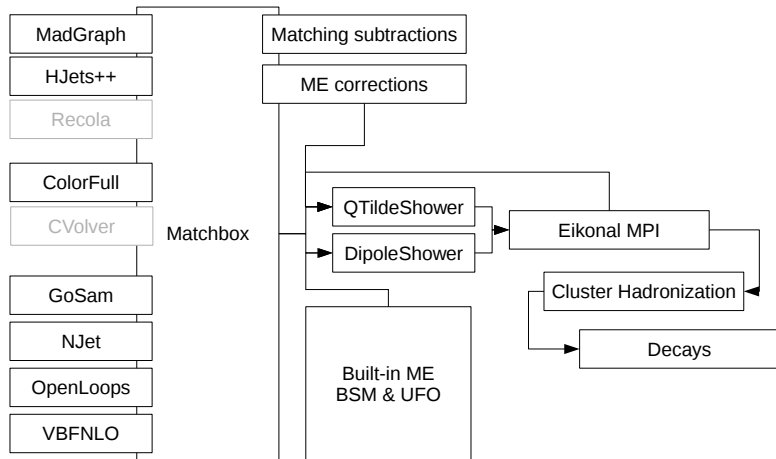 MadGraph
HJets++
Recola
ColorFull
CVolver
GoSam
NJet
OpenLoops
VBFNLO
Matchbox
Matching subtractions
ME corrections
QTildeShower
DipoleShower
Built-in ME
BSM & UFO
Eikonal MPI
Cluster Hadronization
Decays